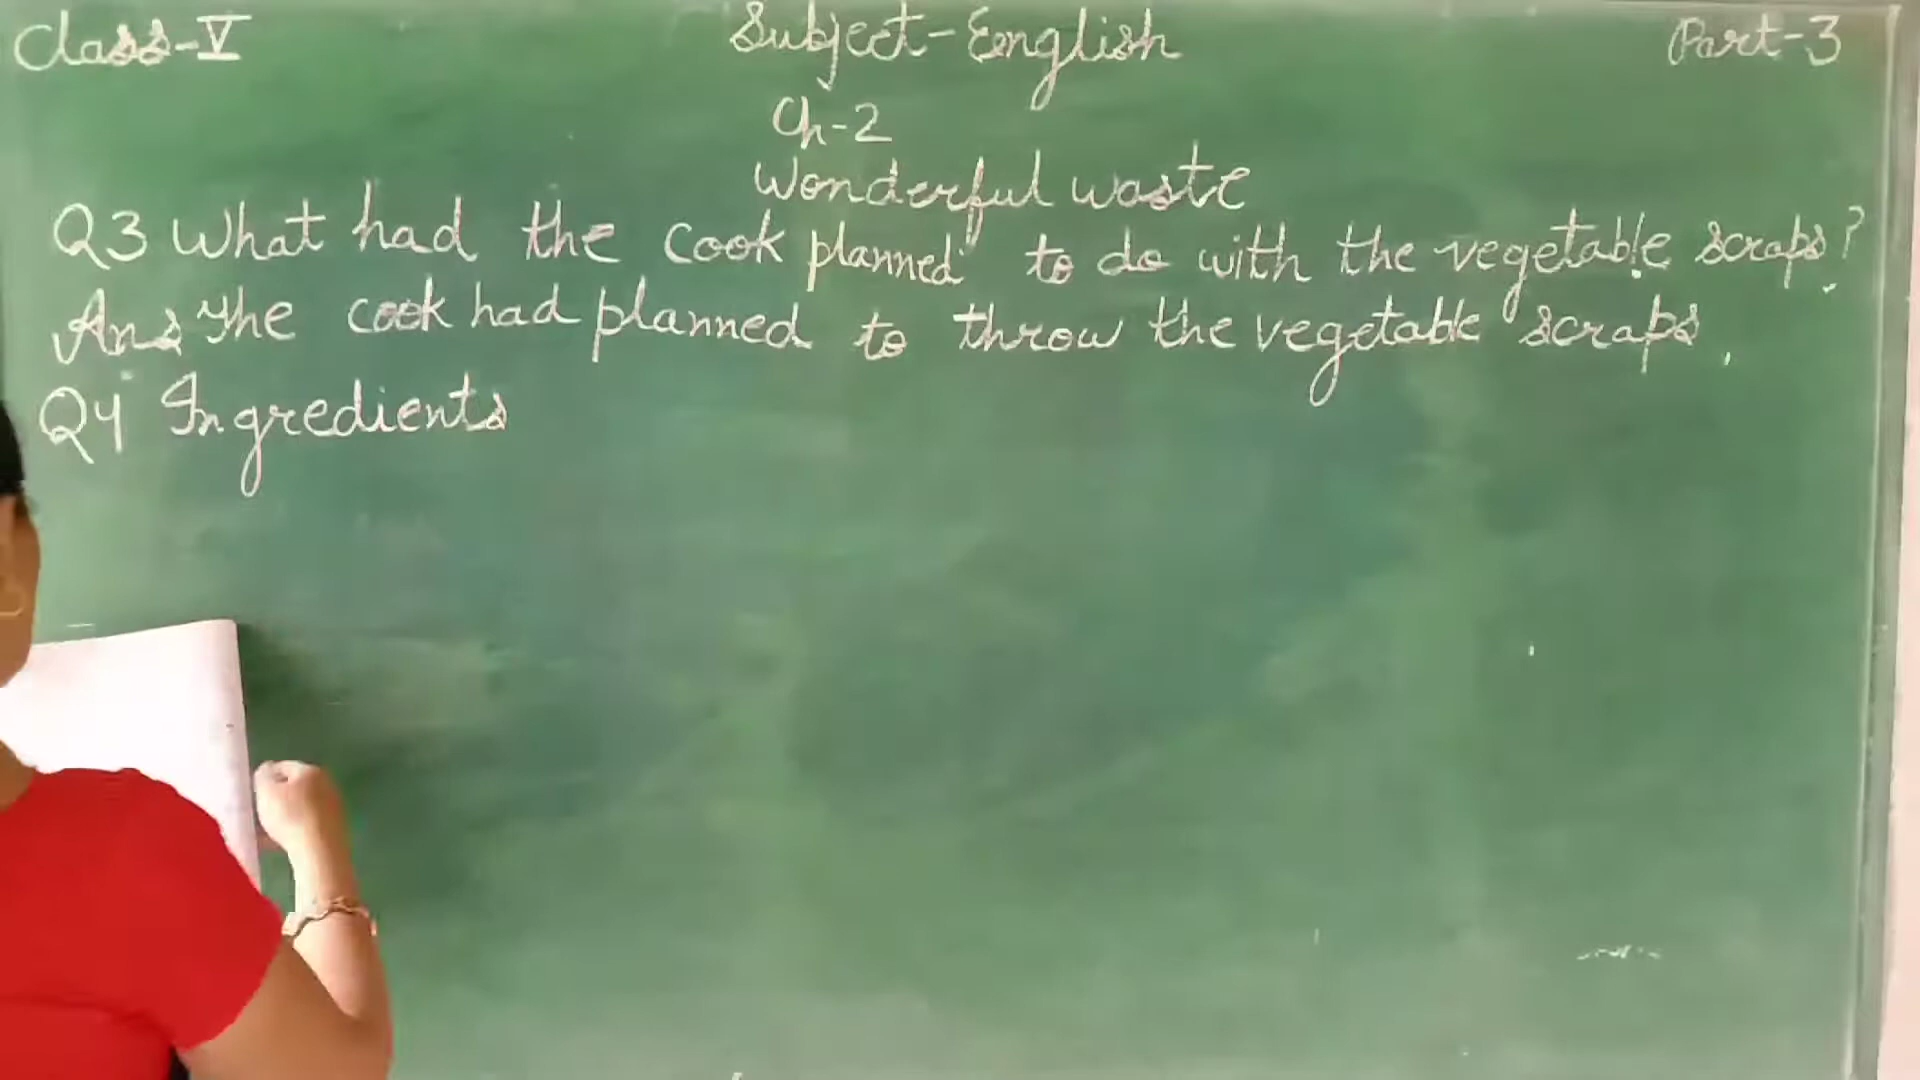 Class-V Subject-English Part-3
Ch-2
Wonderful waste
Q3 What had the cook planned to do with the vegetable scraps?
Ans The cook had planned to throw the vegetable scraps.
Q4 Ingredients